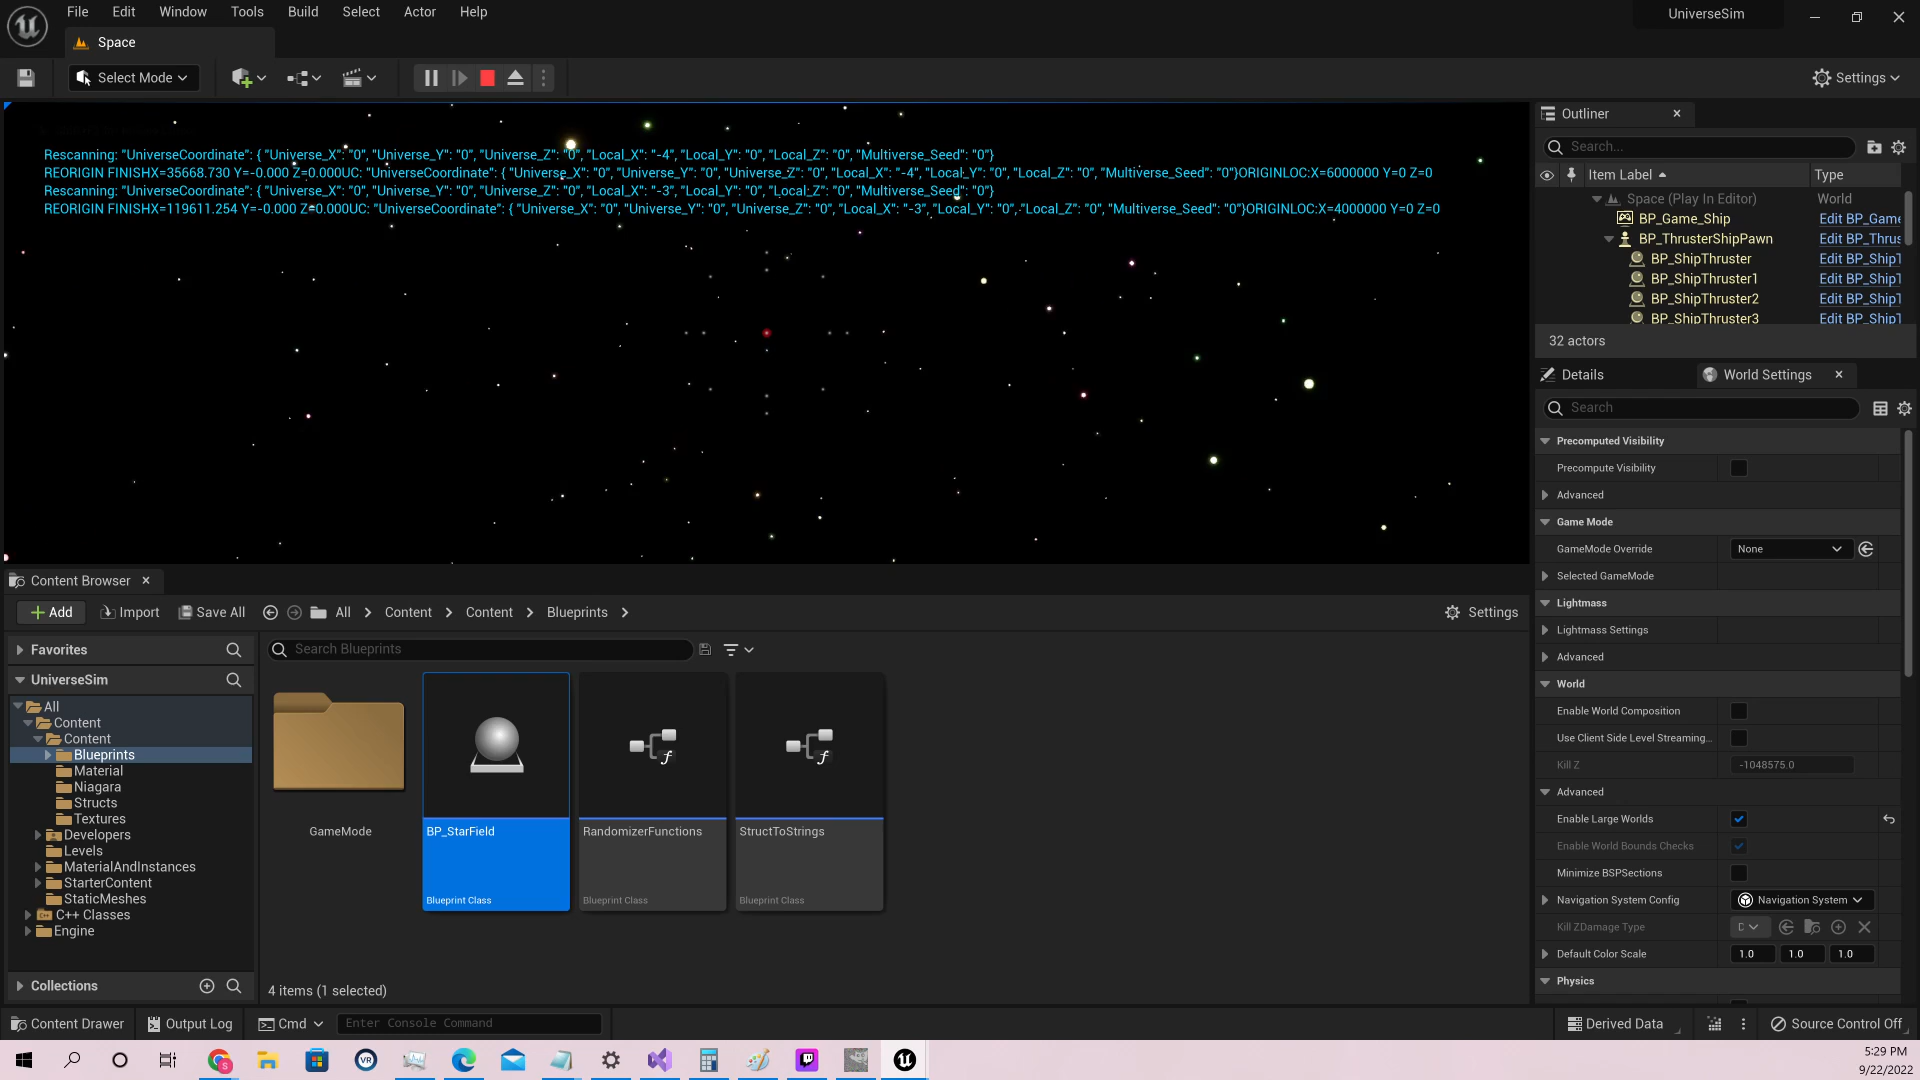 File Edit Window Tools Build Select Actor Help
UniverseSim
Space
Select Mode
Settings
Rescanning: "UniverseCoordinate": { "Universe_X": "0", "Universe_Y": "0", "Universe_Z": "0", "Local_X": "-4", "Local_Y": "0", "Local_Z": "0", "Multiverse_Seed": "0"}
REORIGIN FINISHX=35668.730 Y=-0.000 Z=0.000UC: "UniverseCoordinate": { "Universe_X": "0", "Universe_Y": "0", "Universe_Z": "0", "Local_X": "-4", "Local_Y": "0", "Local_Z": "0", "Multiverse_Seed": "0"}ORIGINLOC:X=6000000 Y=0 Z=0
Rescanning: "UniverseCoordinate": { "Universe_X": "0", "Universe_Y": "0", "Universe_Z": "0", "Local_X": "-3", "Local_Y": "0", "Local_Z": "0", "Multiverse_Seed": "0"}
REORIGIN FINISHX=119611.254 Y=-0.000 Z=0.000UC: "UniverseCoordinate": { "Universe_X": "0", "Universe_Y": "0", "Universe_Z": "0", "Local_X": "-3", "Local_Y": "0", "Local_Z": "0", "Multiverse_Seed": "0"}ORIGINLOC:X=4000000 Y=0 Z=0
Outliner
Search...
Item Label Type
Space (Play In Editor) World
BP_Game_Ship Edit BP_Game
BP_ThrusterShipPawn Edit BP_Thrus
BP_ShipThruster Edit BP_Ship
BP_ShipThruster1 Edit BP_Ship
BP_ShipThruster2 Edit BP_Ship
BP_ShipThruster3 Edit BP_Ship
32 actors
Details World Settings
Search
Precomputed Visibility
Precompute Visibility
Advanced
Game Mode
GameMode Override None
Selected GameMode
Lightmass
Lightmass Settings
Advanced
World
Enable World Composition
Use Client Side Level Streaming...
Kill Z -1048575.0
Advanced
Enable Large Worlds
Enable World Bounds Checks
Minimize BSPSections
Navigation System Config Navigation System
Kill ZDamage Type
Default Color Scale 1.0 1.0 1.0
Physics
Content Browser
Add Import Save All All Content Content Blueprints Settings
Favorites
Search Blueprints
UniverseSim
All
Content
Content
Blueprints
Material
Niagara
Structs
Textures
Developers
Levels
MaterialAndInstances
StarterContent
StaticMeshes
C++ Classes
Engine
Collections
GameMode
BP_StarField
Blueprint Class
RandomizerFunctions
Blueprint Class
StructToStrings
Blueprint Class
4 items (1 selected)
Content Drawer Output Log Cmd Enter Console Command Derived Data Source Control Off
5:29 PM
9/22/2022